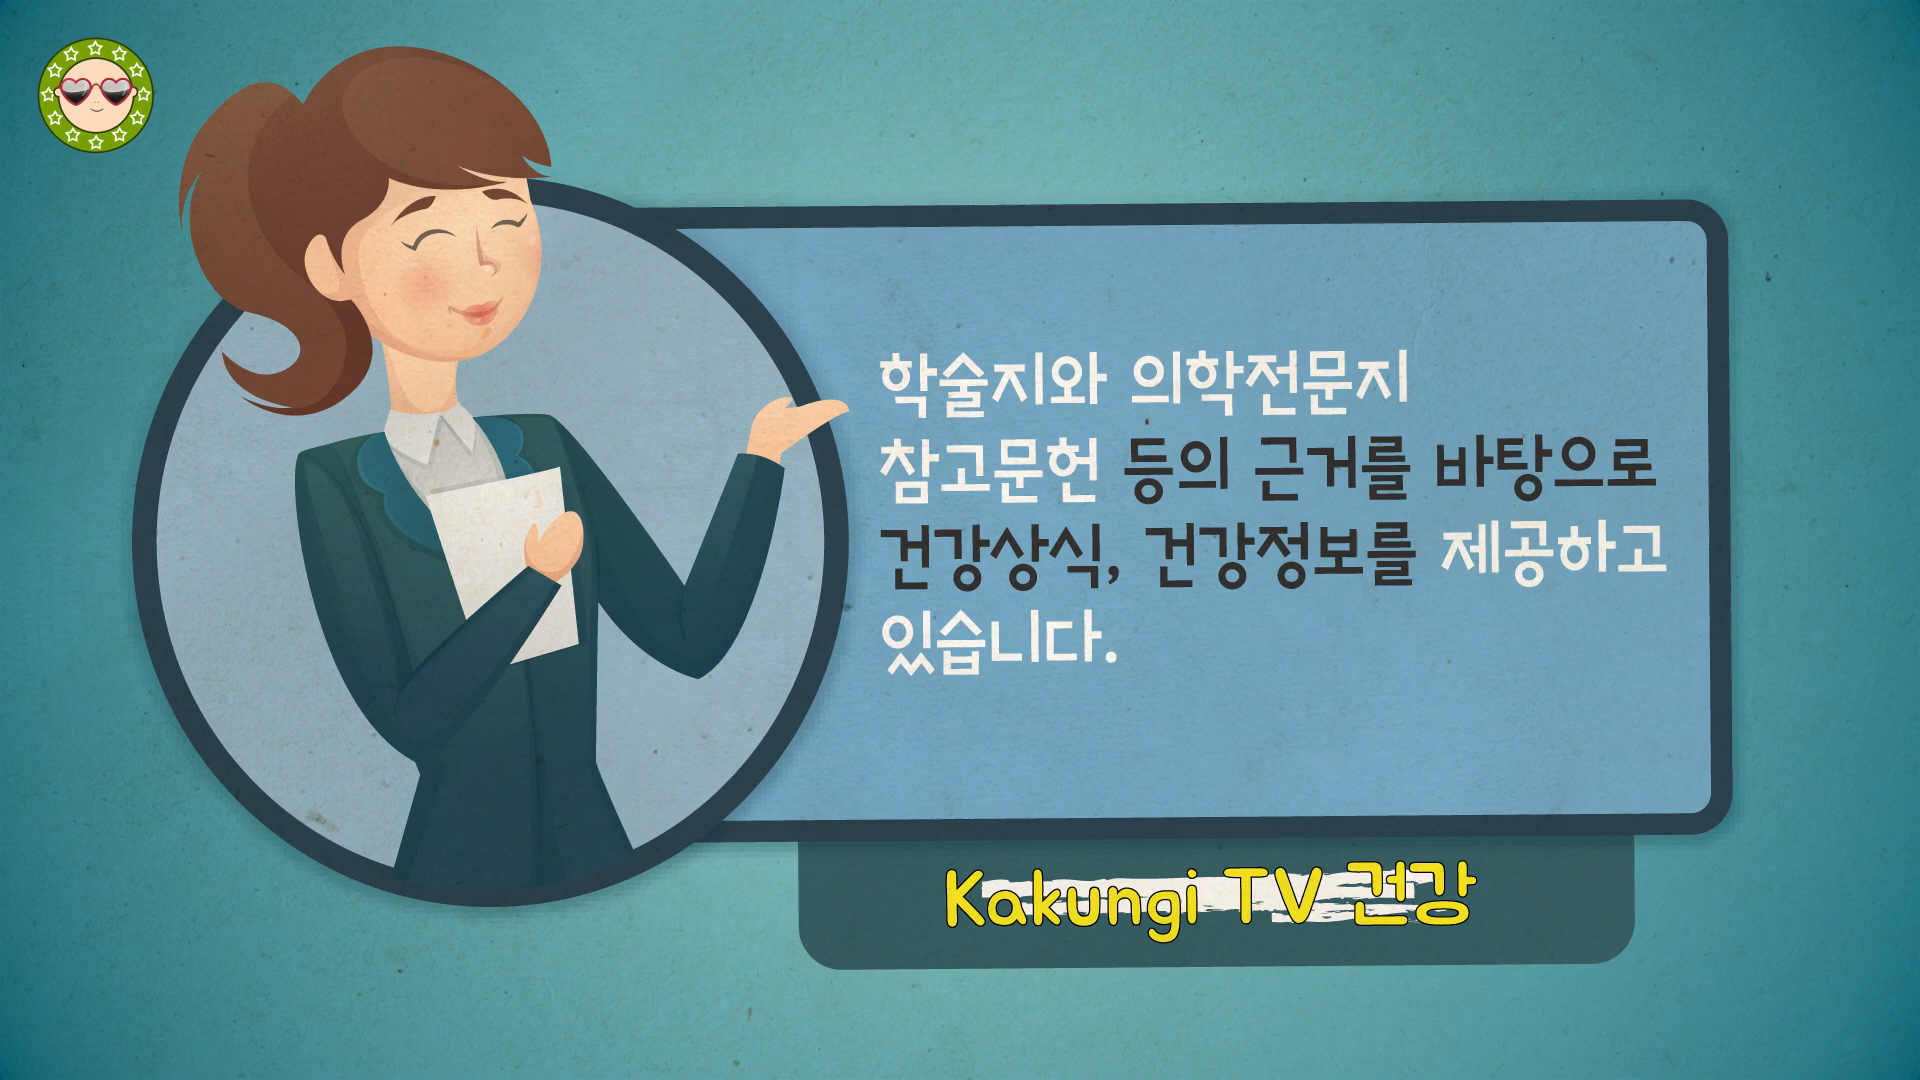 학술지와 의학전문지
참고문헌 등의 근거를 바탕으로
건강상식, 건강정보를 제공하고
있습니다.
Kakungi TV 건강